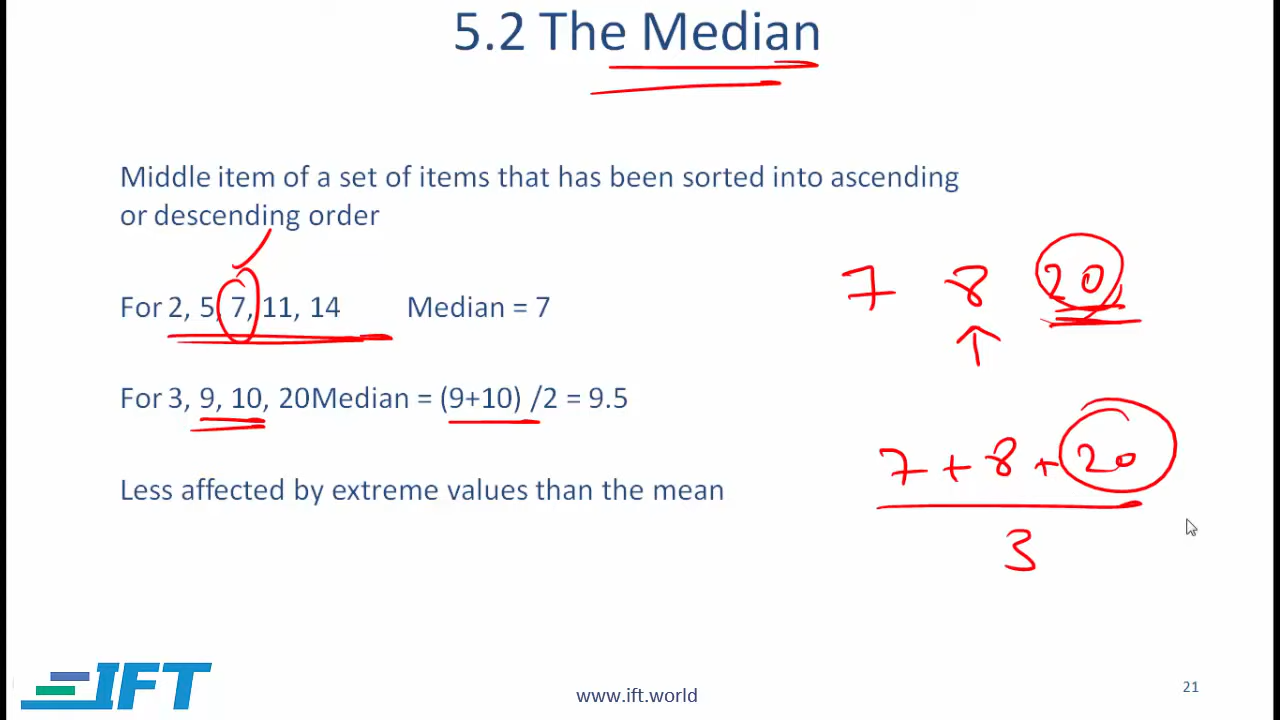 5.2 The Median
Middle item of a set of items that has been sorted into ascending
or descending order
For 2, 5, 7, 11, 14 Median = 7
7 8 20
For 3, 9, 10, 20Median = (9+10) /2 = 9.5
7 + 8 + 20
3
Less affected by extreme values than the mean
IFT
www.ift.world
21